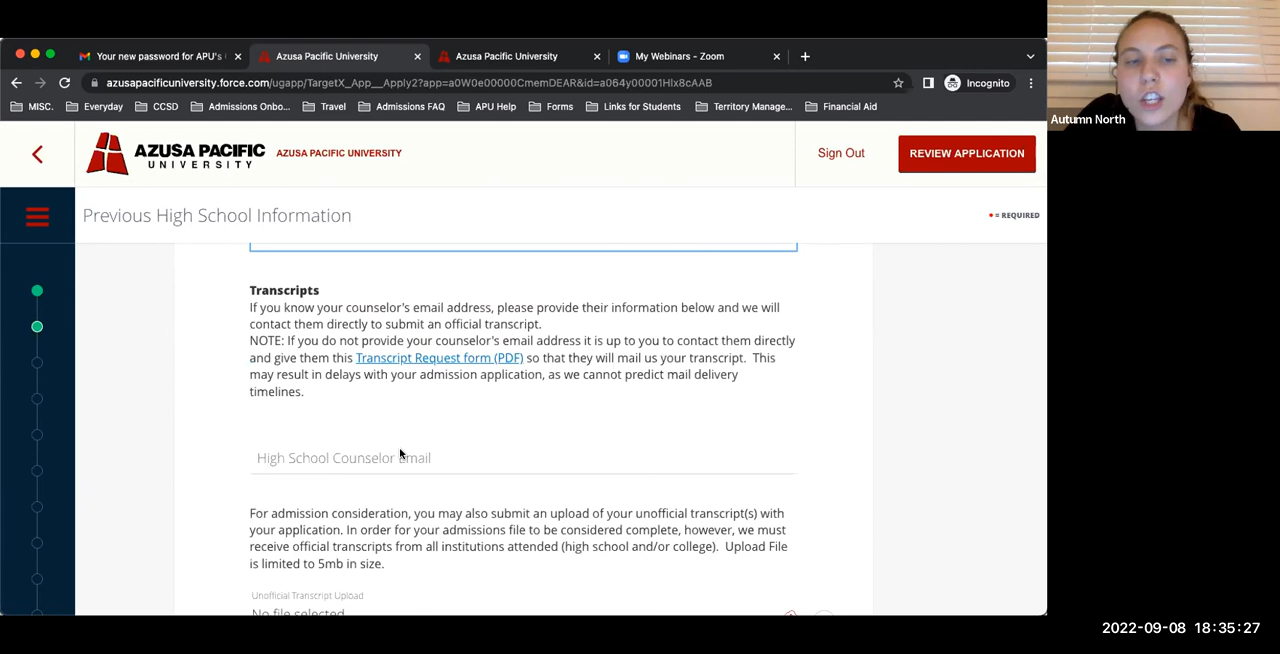 Your new password for APU's
Azusa Pacific University
Azusa Pacific University
My Webinars - Zoom
azusapacificuniversity.force.com/ugapp/TargetX_App__Apply2?app=a0W0e00000CmemDEAR&id=a064y00001HIx8cAAB
Incognito
MISC.
Everyday
CCSD
Admissions Onbo...
Travel
Admissions FAQ
APU Help
Forms
Links for Students
Territory Manage...
Financial Aid
Autumn North
AZUSA PACIFIC
UNIVERSITY
AZUSA PACIFIC UNIVERSITY
Sign Out
REVIEW APPLICATION
Previous High School Information
= REQUIRED
Transcripts
If you know your counselor's email address, please provide their information below and we will
contact them directly to submit an official transcript.
NOTE: If you do not provide your counselor's email address it is up to you to contact them directly
and give them this Transcript Request form (PDF) so that they will mail us your transcript. This
may result in delays with your admission application, as we cannot predict mail delivery
timelines.
High School Counselor Email
For admission consideration, you may also submit an upload of your unofficial transcript(s) with
your application. In order for your admissions file to be considered complete, however, we must
receive official transcripts from all institutions attended (high school and/or college). Upload File
is limited to 5mb in size.
Unofficial Transcript Upload
No file selected
2022-09-08 18:35:27